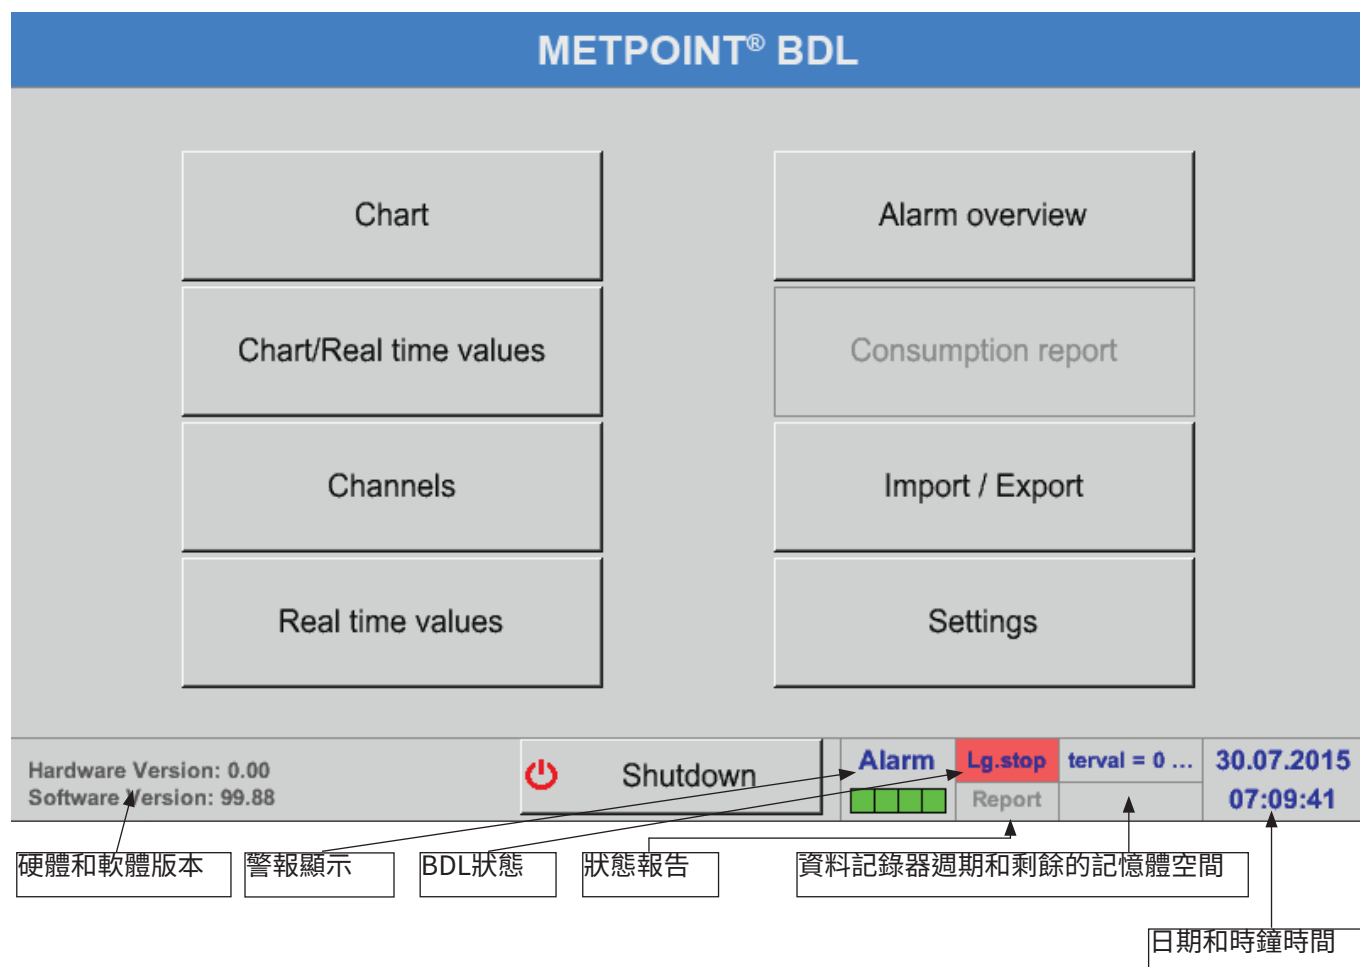 METPOINT® BDL
Chart
Alarm overview
Chart/Real time values
Consumption report
Channels
Import / Export
Real time values
Settings
Hardware Version: 0.00
Software Version: 99.88
Shutdown
Alarm
Lg.stop
Report
terval = 0 ...
30.07.2015
07:09:41
硬體和軟體版本
警報顯示
BDL狀態
狀態報告
資料記錄器週期和剩餘的記憶體空間
日期和時鐘時間